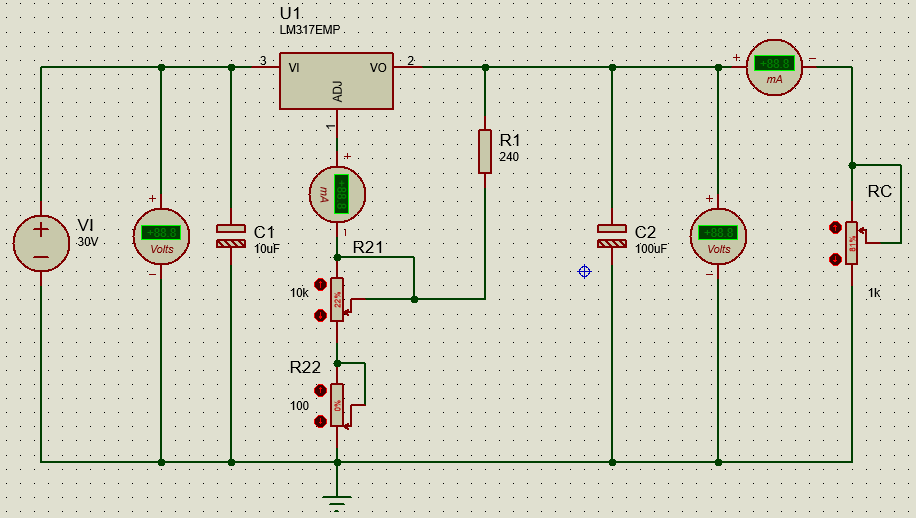 U1
LM317EMP
3
VI
VO
2
ADJ
1
+88.8
mA
+
−
R1
240
+
+88.8
mA
VI
30V
+
+88.8
Volts
−
C1
10uF
R21
10k
22%
R22
100
0%
C2
100uF
+
+88.8
Volts
−
RC
81%
1k